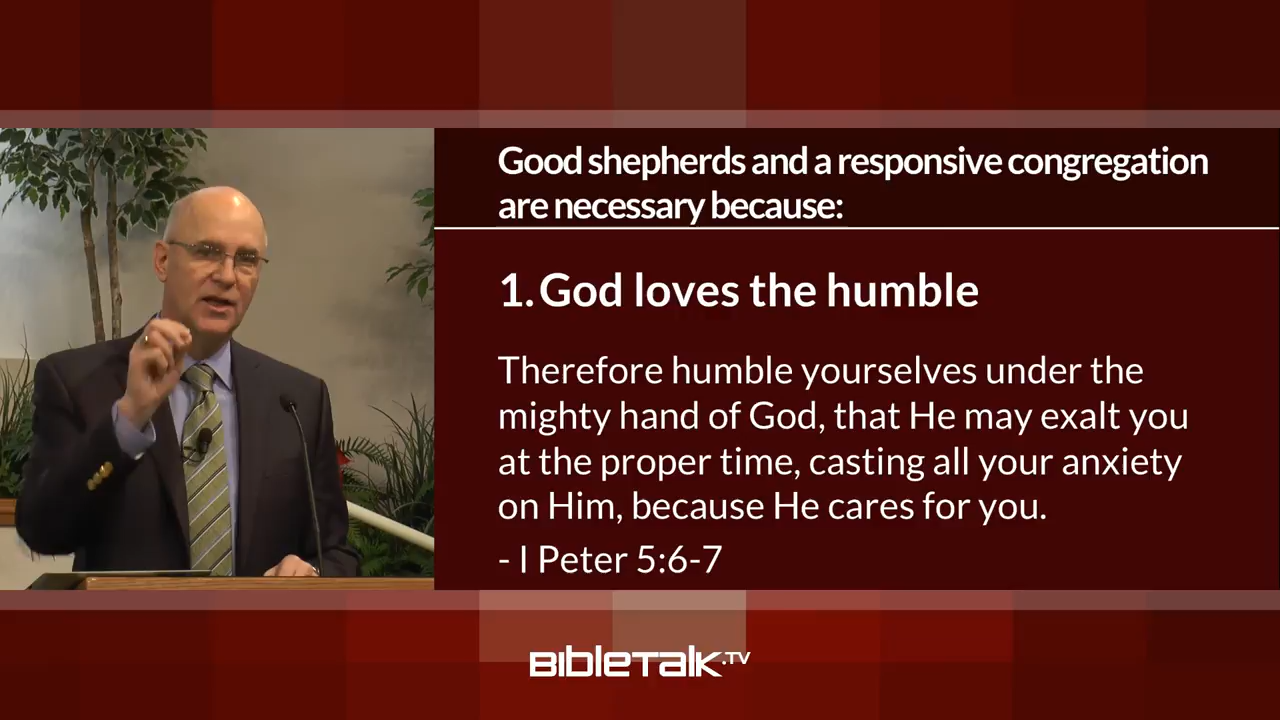 Good shepherds and a responsive congregation
are necessary because:
1. God loves the humble
Therefore humble yourselves under the
mighty hand of God, that He may exalt you
at the proper time, casting all your anxiety
on Him, because He cares for you.
- I Peter 5:6-7
BIBLETALK.TV